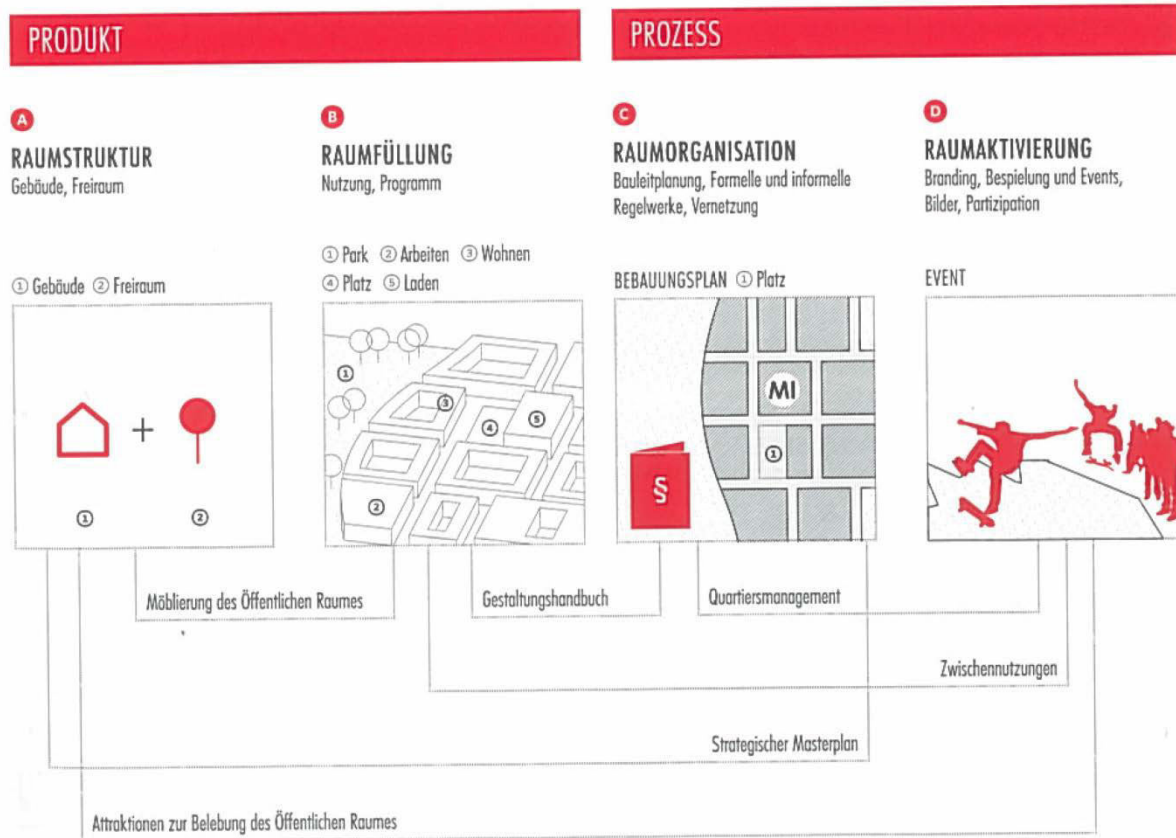 PRODUKT
PROZESS
A
RAUMSTRUKTUR
Gebäude, Freiraum
① Gebäude ② Freiraum
+
①
②
B
RAUMFÜLLUNG
Nutzung, Programm
① Park ② Arbeiten ③ Wohnen
④ Platz ⑤ Laden
①
③
④
⑤
②
C
RAUMORGANISATION
Bauleitplanung, Formelle und informelle
Regelwerke, Vernetzung
BEBAUUNGSPLAN ① Platz
MI
①
§
D
RAUMAKTIVIERUNG
Branding, Bespielung und Events,
Bilder, Partizipation
EVENT
Möblierung des Öffentlichen Raumes
Gestaltungshandbuch
Quartiersmanagement
Zwischennutzungen
Strategischer Masterplan
Attraktionen zur Belebung des Öffentlichen Raumes